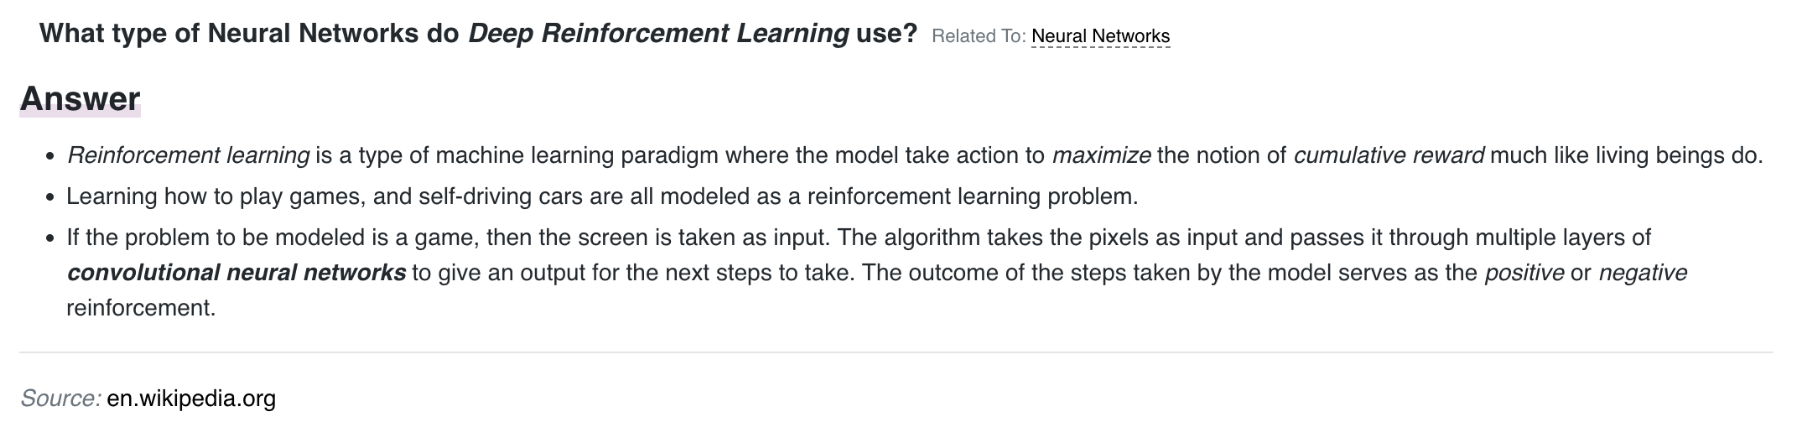 What type of Neural Networks do Deep Reinforcement Learning use? Related To: Neural Networks
Answer
• Reinforcement learning is a type of machine learning paradigm where the model take action to maximize the notion of cumulative reward much like living beings do.
• Learning how to play games, and self-driving cars are all modeled as a reinforcement learning problem.
• If the problem to be modeled is a game, then the screen is taken as input. The algorithm takes the pixels as input and passes it through multiple layers of
convolutional neural networks to give an output for the next steps to take. The outcome of the steps taken by the model serves as the positive or negative
reinforcement.
Source: en.wikipedia.org